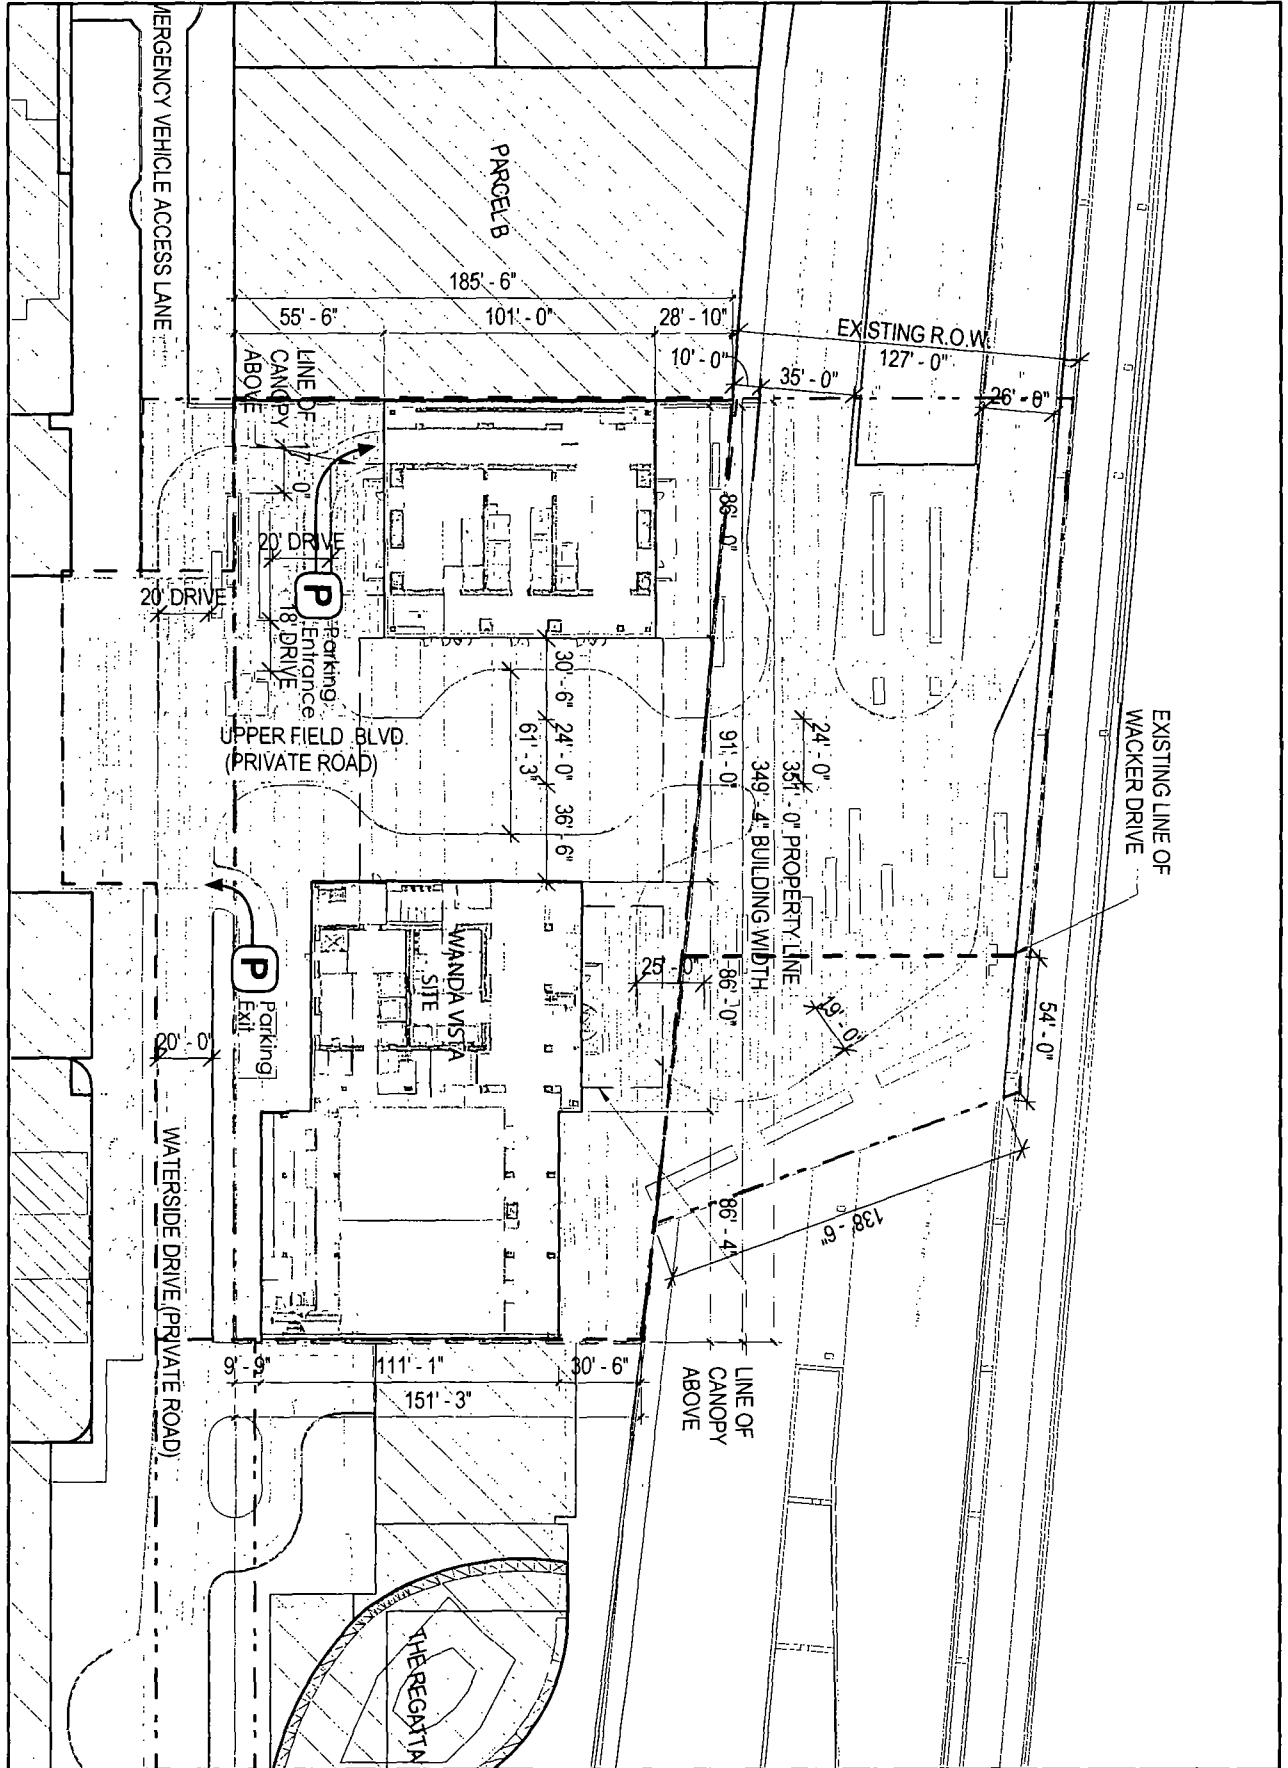 EMERGENCY VEHICLE ACCESS LANE
PARCEL B
185' - 6"
55' - 6"
101' - 0"
28' - 10"
10' - 0"
EXISTING R.O.W.
127' - 0"
35' - 0"
26' - 0"
LINE OF
CANOPY
ABOVE
17' - 0"
86' - 0"
20' DRIVE
20' DRIVE
18' DRIVE
P
Parking
Entrance
UPPER FIELD BLVD.
(PRIVATE ROAD)
30' - 6"
24' - 0"
36' - 6"
61' - 3"
91' - 0"
24' - 0"
351' - 0" PROPERTY LINE
349' - 4" BUILDING WIDTH
EXISTING LINE OF
WACKER DRIVE
P
Parking
Exit
WANDA VISTA
SITE
25' - 0"
86' - 0"
19' - 0"
54' - 0"
20' - 0"
WATERSIDE DRIVE (PRIVATE ROAD)
86' - 4"
138' - 6"
9' - 9"
111' - 1"
30' - 6"
151' - 3"
LINE OF
CANOPY
ABOVE
THE REGATTA